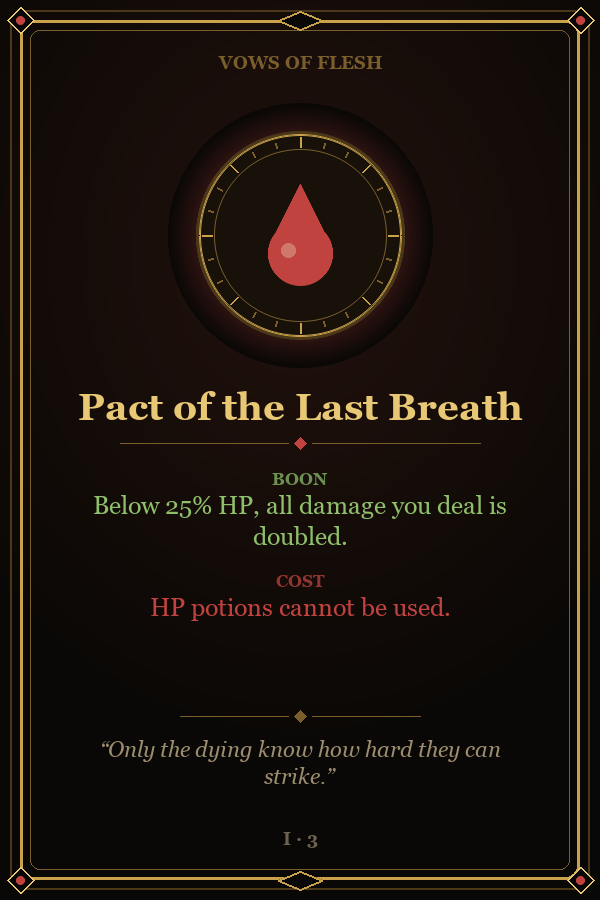 VOWS OF FLESH
Pact of the Last Breath
BOON
Below 25% HP, all damage you deal is
doubled.
COST
HP potions cannot be used.
“Only the dying know how hard they can
strike.”
I · 3